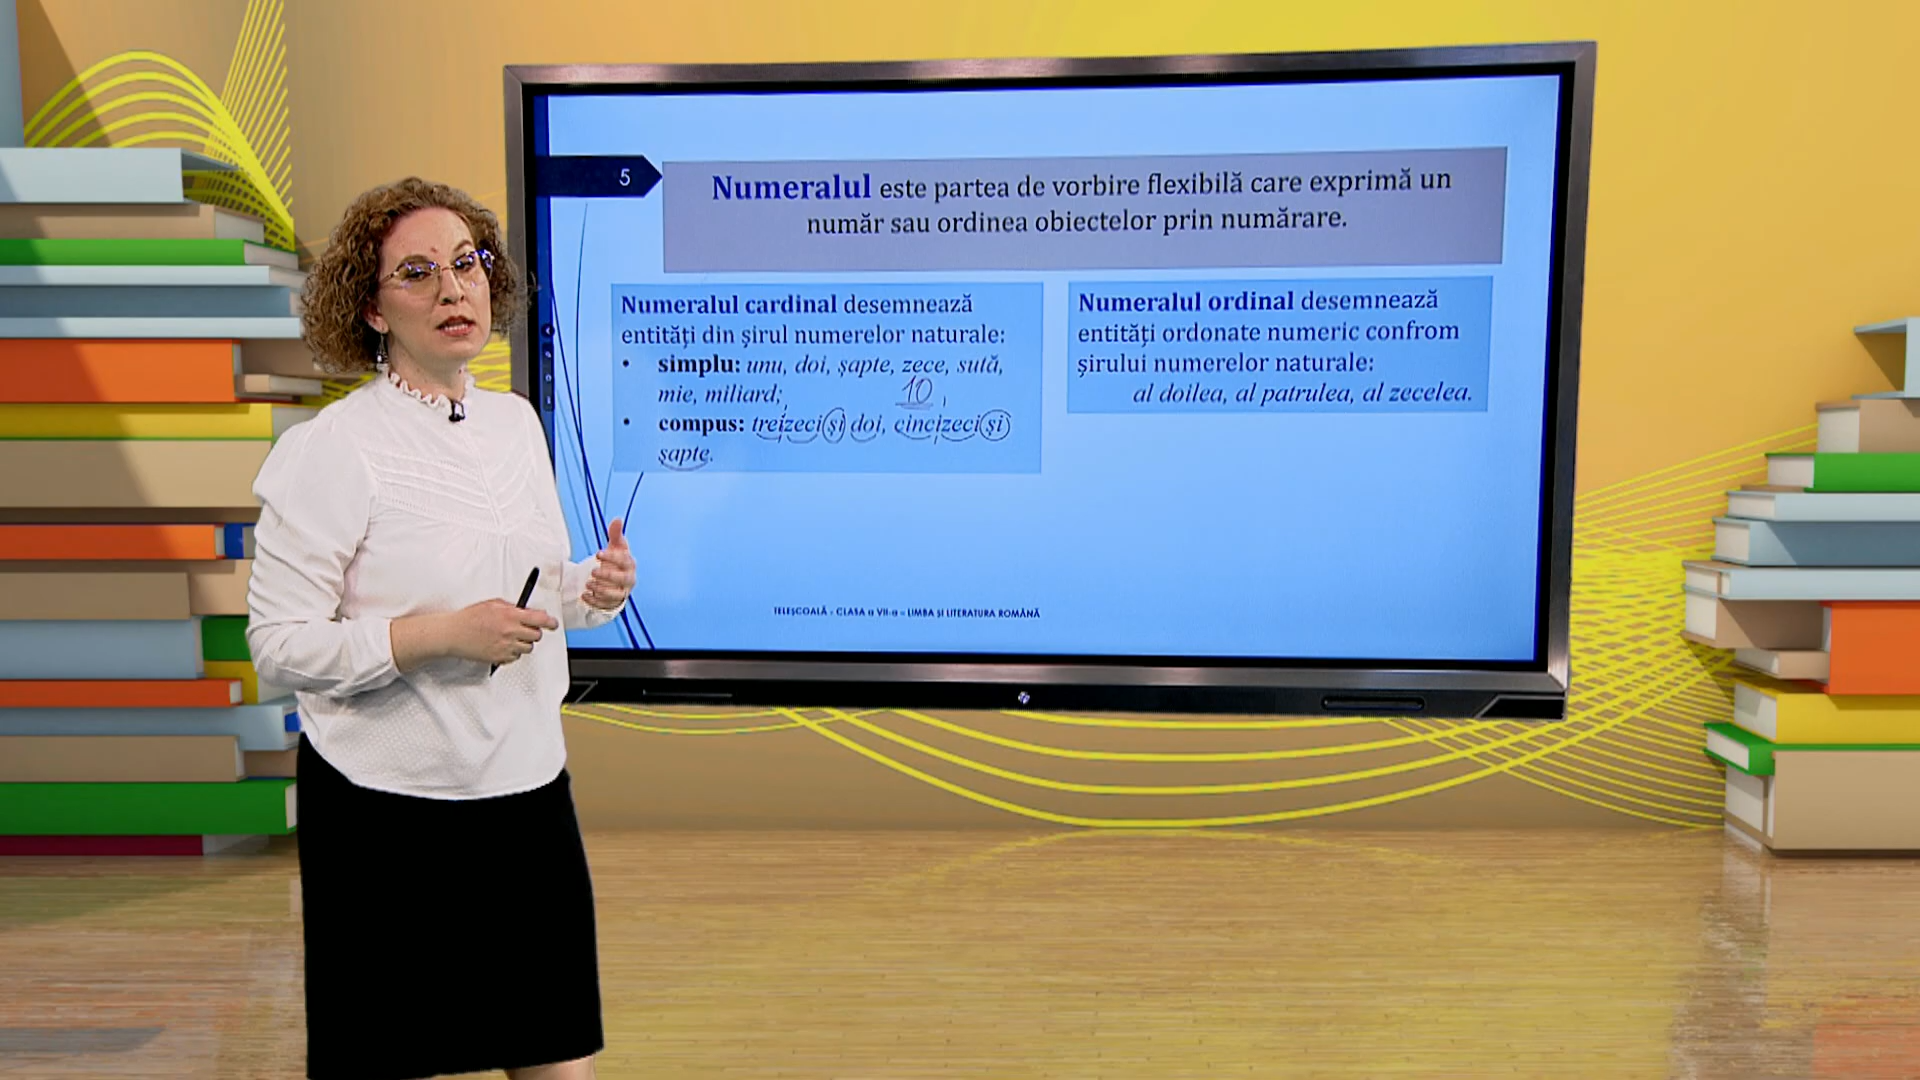 5
Numeralul este partea de vorbire flexibilă care exprimă un
număr sau ordinea obiectelor prin numărare.
Numeralul cardinal desemnează
entități din șirul numerelor naturale:
• simplu: unu, doi, șapte, zece, sută,
mie, miliard;
10
• compus: treizeci și doi, cincizeci și
șapte.
Numeralul ordinal desemnează
entități ordonate numeric confrom
șirului numerelor naturale:
al doilea, al patrulea, al zecelea.
TELEȘCOALĂ - CLASA a VII-a – LIMBA ȘI LITERATURA ROMÂNĂ